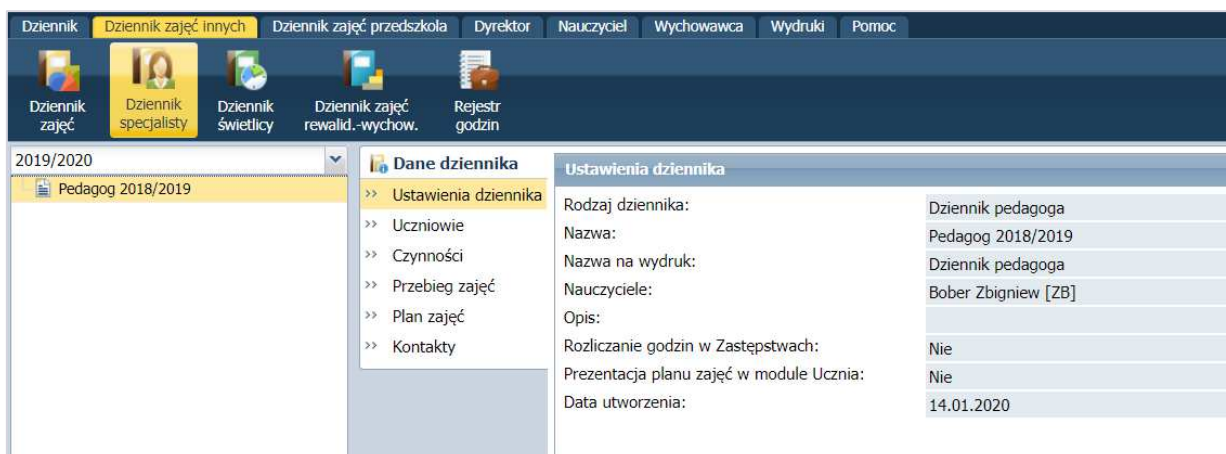 Dziennik Dziennik zajęć innych Dziennik zajęć przedszkola Dyrektor Nauczyciel Wychowawca Wydruki Pomoc
Dziennik zajęć
Dziennik specjalisty
Dziennik świetlicy
Dziennik zajęć rewalid.-wychow.
Rejestr godzin
2019/2020
Pedagog 2018/2019
Dane dziennika
>> Ustawienia dziennika
>> Uczniowie
>> Czynności
>> Przebieg zajęć
>> Plan zajęć
>> Kontakty
Ustawienia dziennika
Rodzaj dziennika: Dziennik pedagoga
Nazwa: Pedagog 2018/2019
Nazwa na wydruk: Dziennik pedagoga
Nauczyciele: Bober Zbigniew [ZB]
Opis:
Rozliczanie godzin w Zastępstwach: Nie
Prezentacja planu zajęć w module Ucznia: Nie
Data utworzenia: 14.01.2020